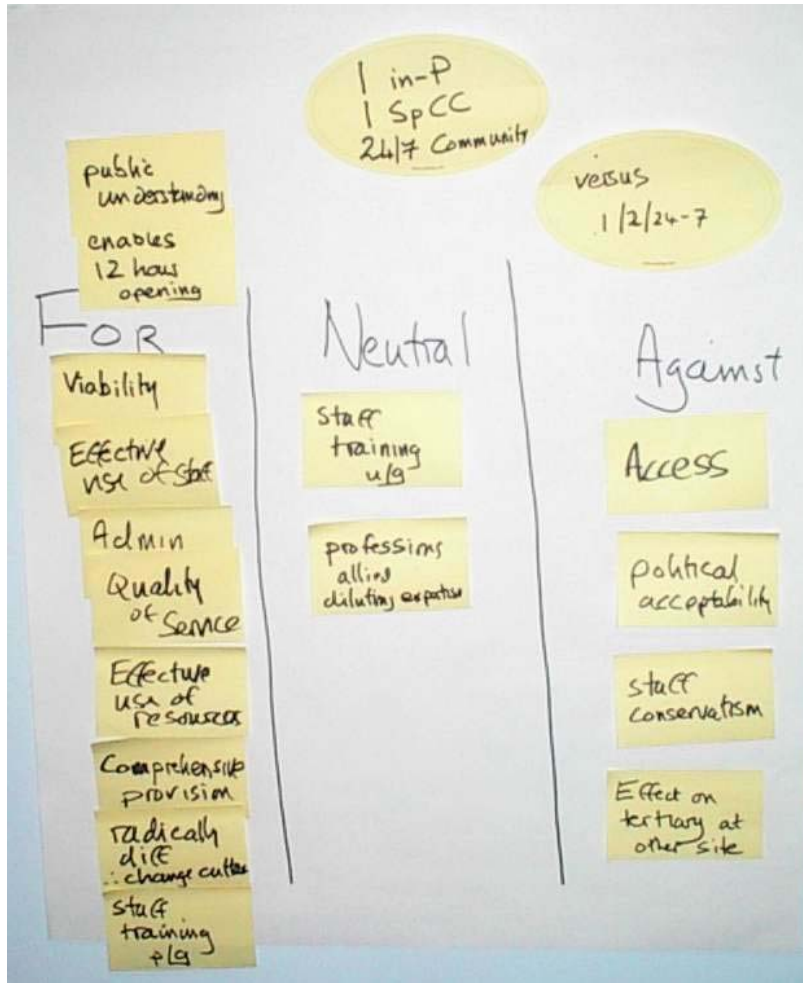 1 in-P
1 SpCC
24/7 Community
versus
1/2/24-7
public
understanding
enables
12 hour
opening
For
Viability
Effective
use of staff
Admin
Quality
of Service
Effective
use of
resources
Comprehensive
provision
radically
diff
∴ change culture
staff
training
p/g
Neutral
staff
training
u/g
professions
allied
diluting expertise
Against
Access
political
acceptability
staff
conservatism
Effect on
tertiary at
other site